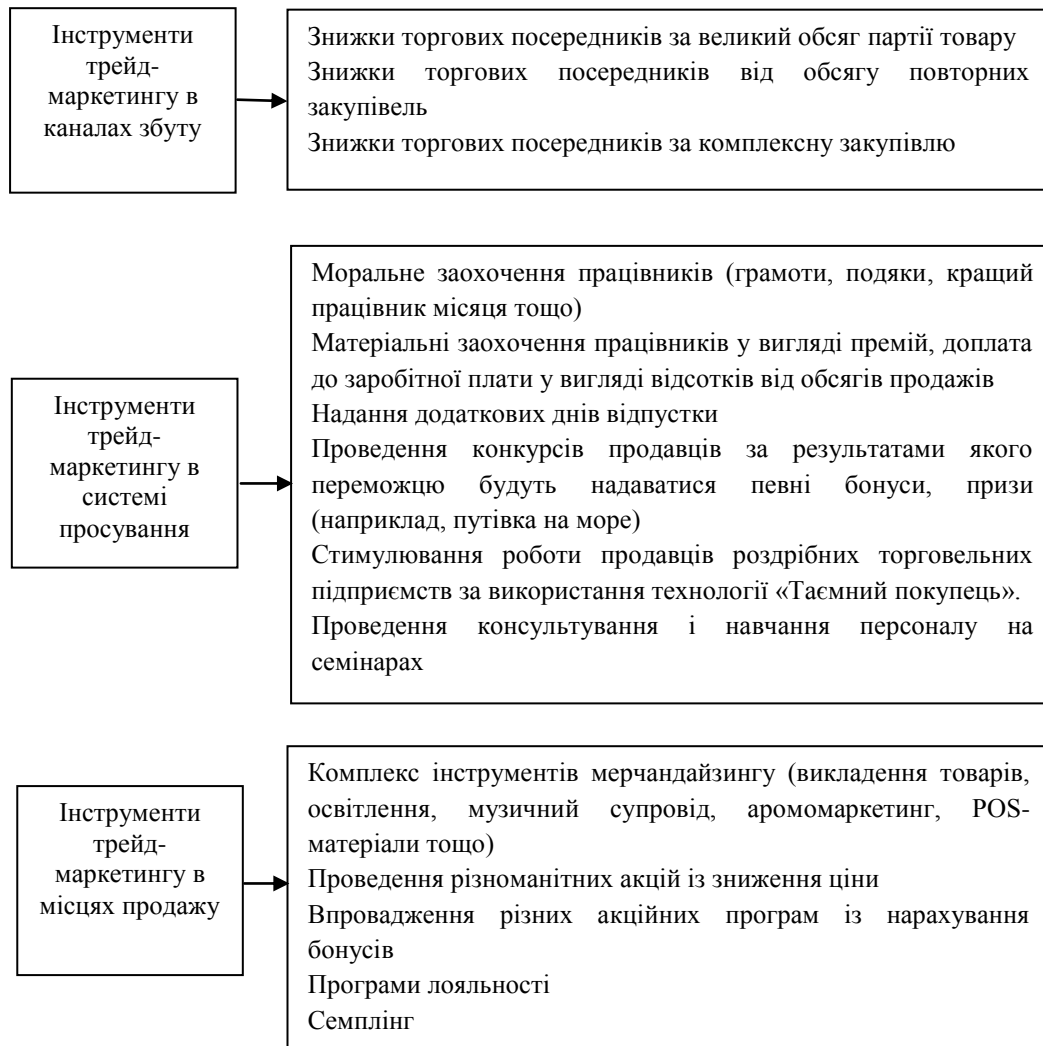 Інструменти
трейд-
маркетингу в
каналах збуту
Знижки торгових посередників за великий обсяг партії товару
Знижки торгових посередників від обсягу повторних
закупівель
Знижки торгових посередників за комплексну закупівлю
Інструменти
трейд-
маркетингу в
системі
просування
Моральне заохочення працівників (грамоти, подяки, кращий
працівник місяця тощо)
Матеріальні заохочення працівників у вигляді премій, доплата
до заробітної плати у вигляді відсотків від обсягів продажів
Надання додаткових днів відпустки
Проведення конкурсів продавців за результатами якого
переможцю будуть надаватися певні бонуси, призи
(наприклад, путівка на море)
Стимулювання роботи продавців роздрібних торговельних
підприємств за використання технології «Таємний покупець».
Проведення консультування і навчання персоналу на
семінарах
Інструменти
трейд-
маркетингу в
місцях продажу
Комплекс інструментів мерчандайзингу (викладення товарів,
освітлення, музичний супровід, аромомаркетинг, POS-
матеріали тощо)
Проведення різноманітних акцій із зниження ціни
Впровадження різних акційних програм із нарахування
бонусів
Програми лояльності
Семплінг